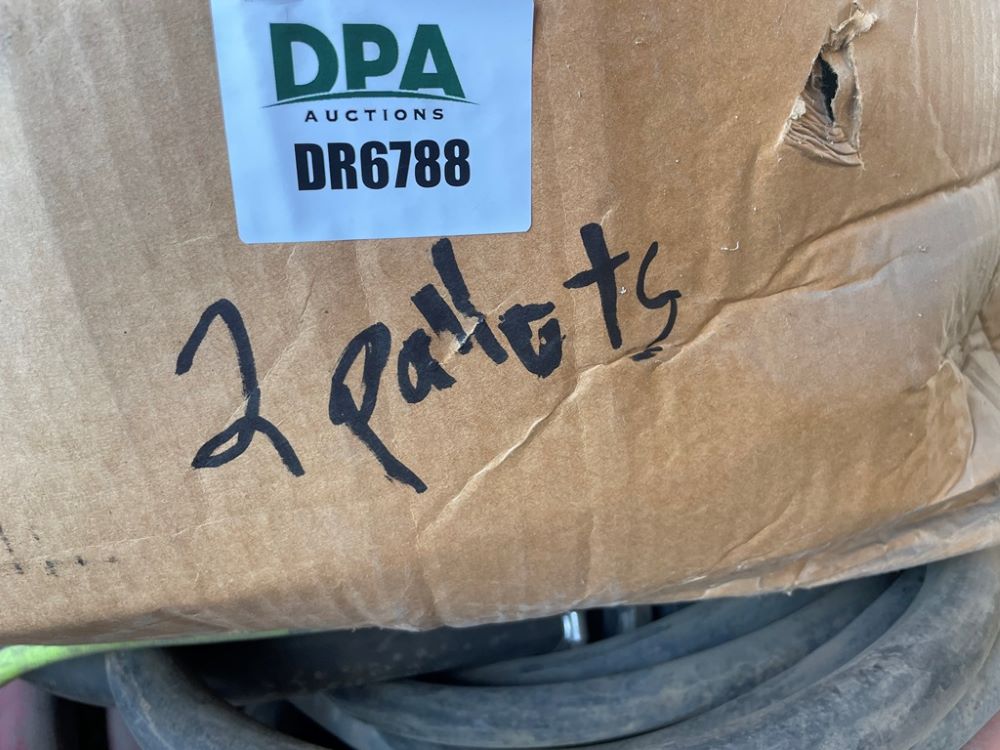 DPA
AUCTIONS
DR6788
2 pallets